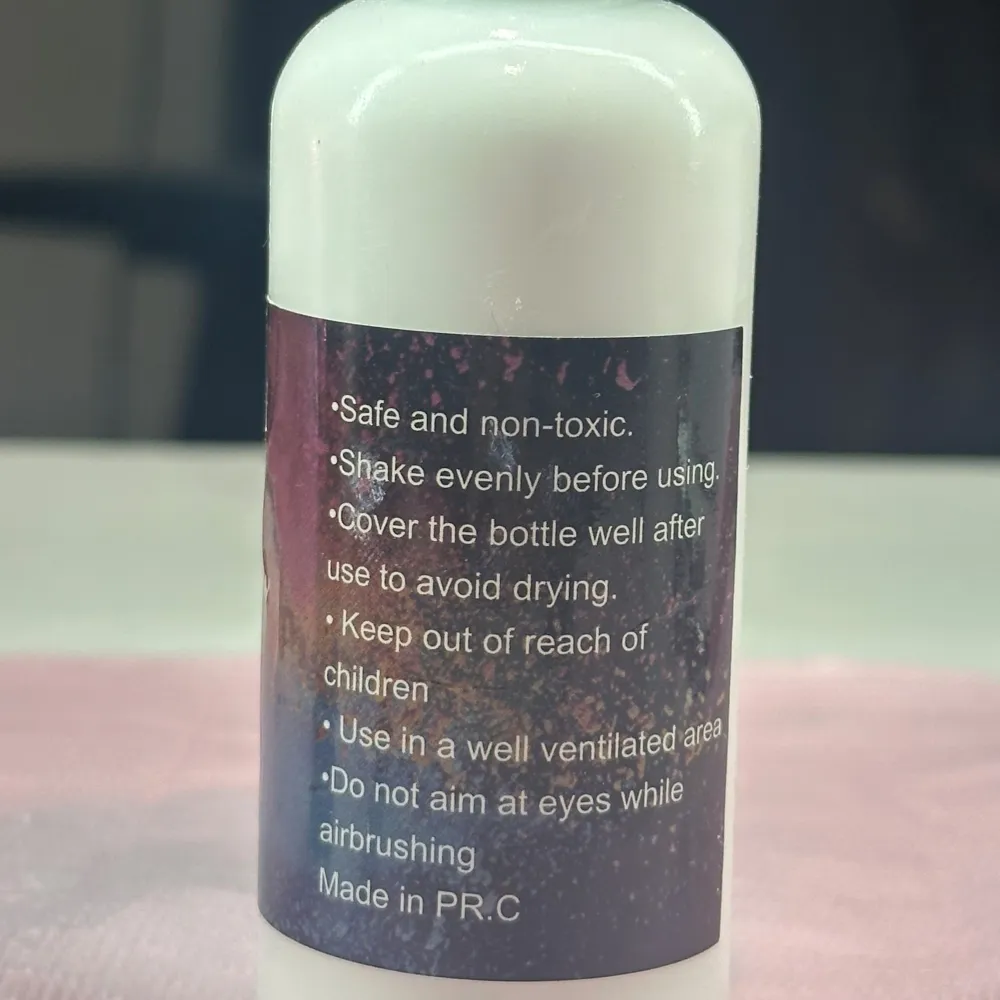 •Safe and non-toxic.
•Shake evenly before using.
•Cover the bottle well after
use to avoid drying.
• Keep out of reach of
children
• Use in a well ventilated area
•Do not aim at eyes while
airbrushing
Made in PR.C